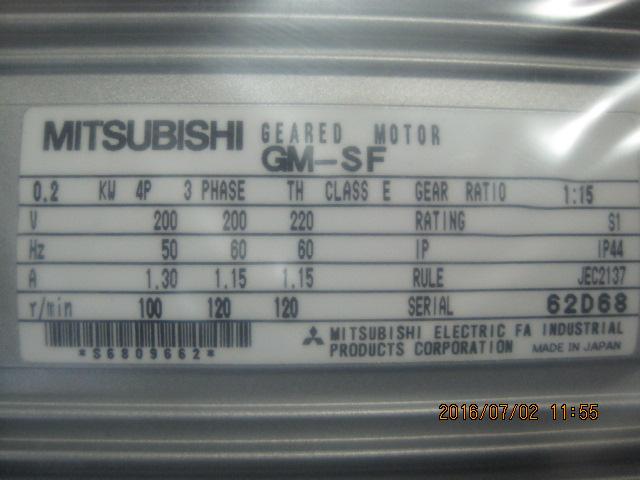 MITSUBISHI GEARED MOTOR
GM-SF
0.2 KW 4P 3 PHASE TH CLASS E GEAR RATIO 1:15
V 200 200 220 RATING S1
Hz 50 60 60 IP IP44
A 1.30 1.15 1.15 RULE JEC2137
r/min 100 120 120 SERIAL 62D68
*S6809662*
MITSUBISHI ELECTRIC FA INDUSTRIAL
PRODUCTS CORPORATION MADE IN JAPAN
2016/07/02 11:55